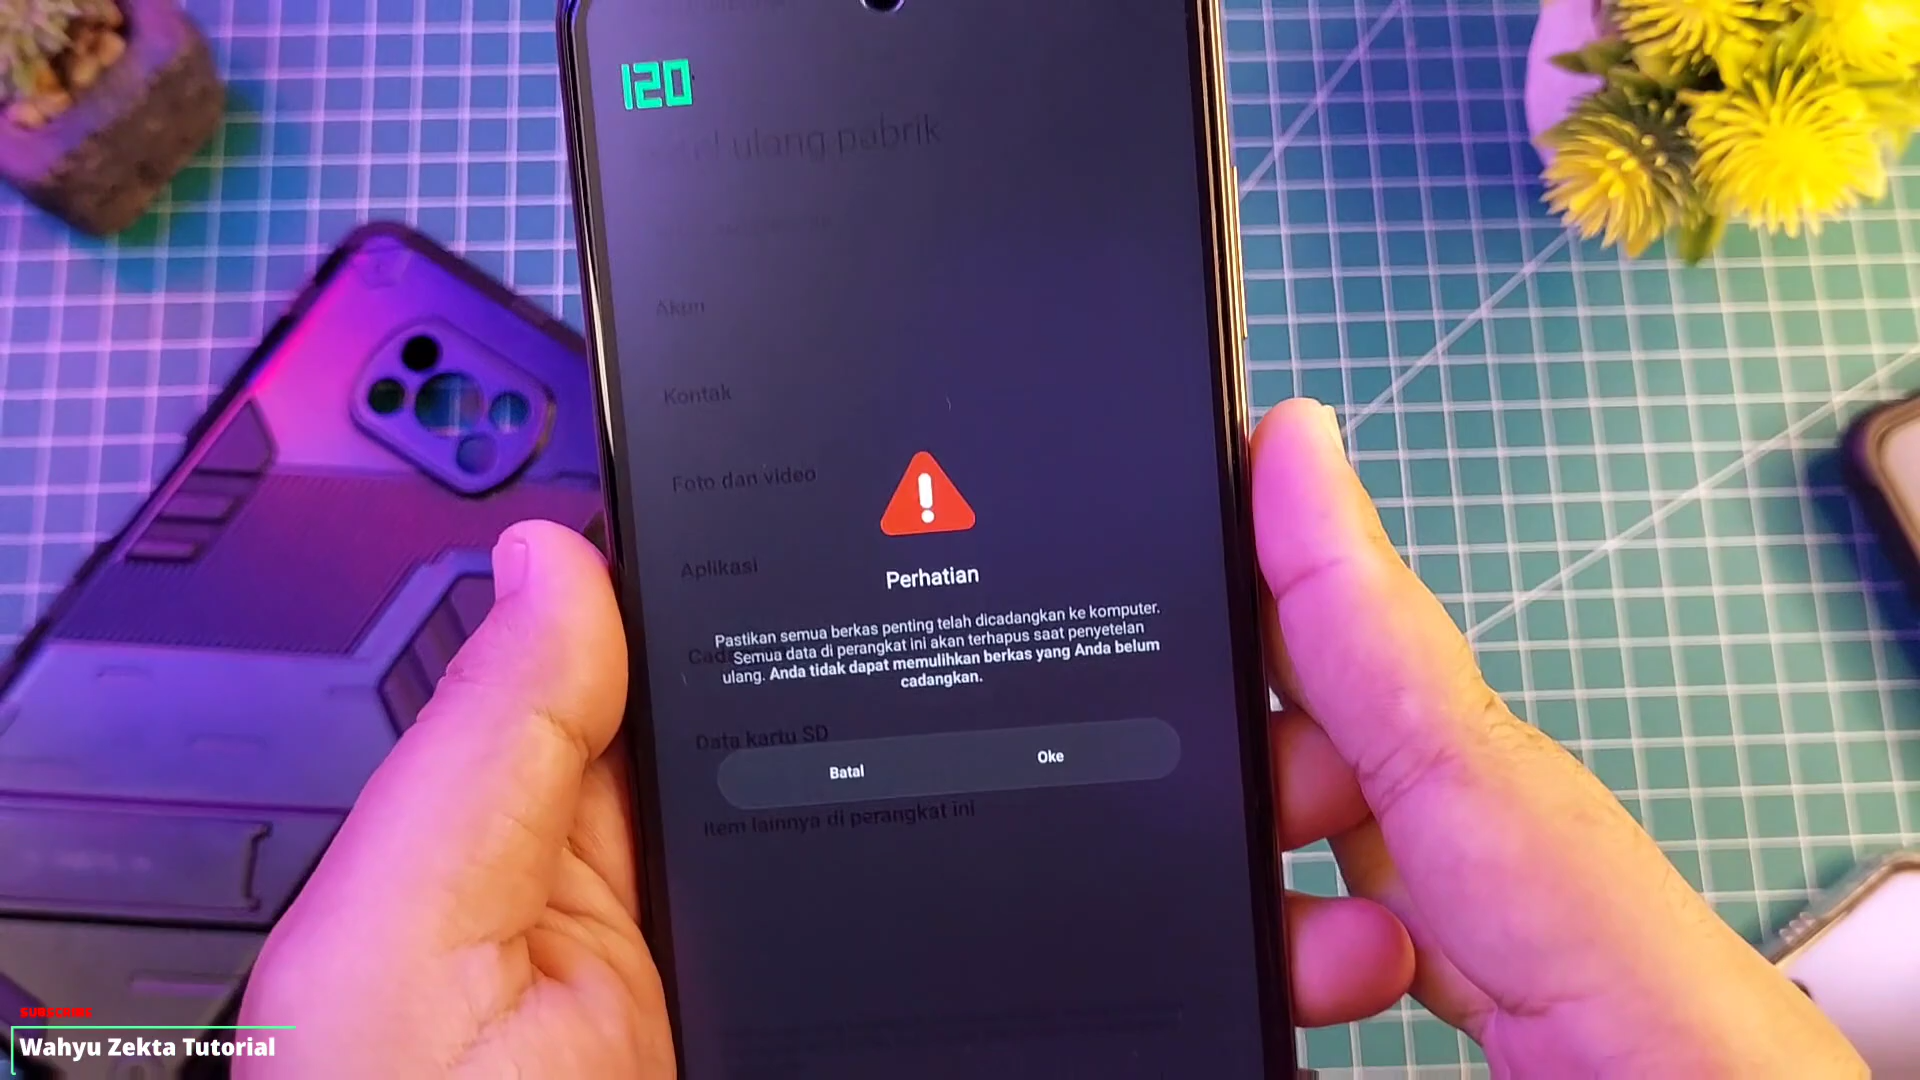 120
ulang pabrik
Akun
Kontak
Foto dan video
Aplikasi
Perhatian
Pastikan semua berkas penting telah dicadangkan ke komputer.
Semua data di perangkat ini akan terhapus saat penyetelan
ulang. Anda tidak dapat memulihkan berkas yang Anda belum
cadangkan.
Data kartu SD
Batal
Oke
Item lainnya di perangkat ini
SUBSCRIBE
Wahyu Zekta Tutorial